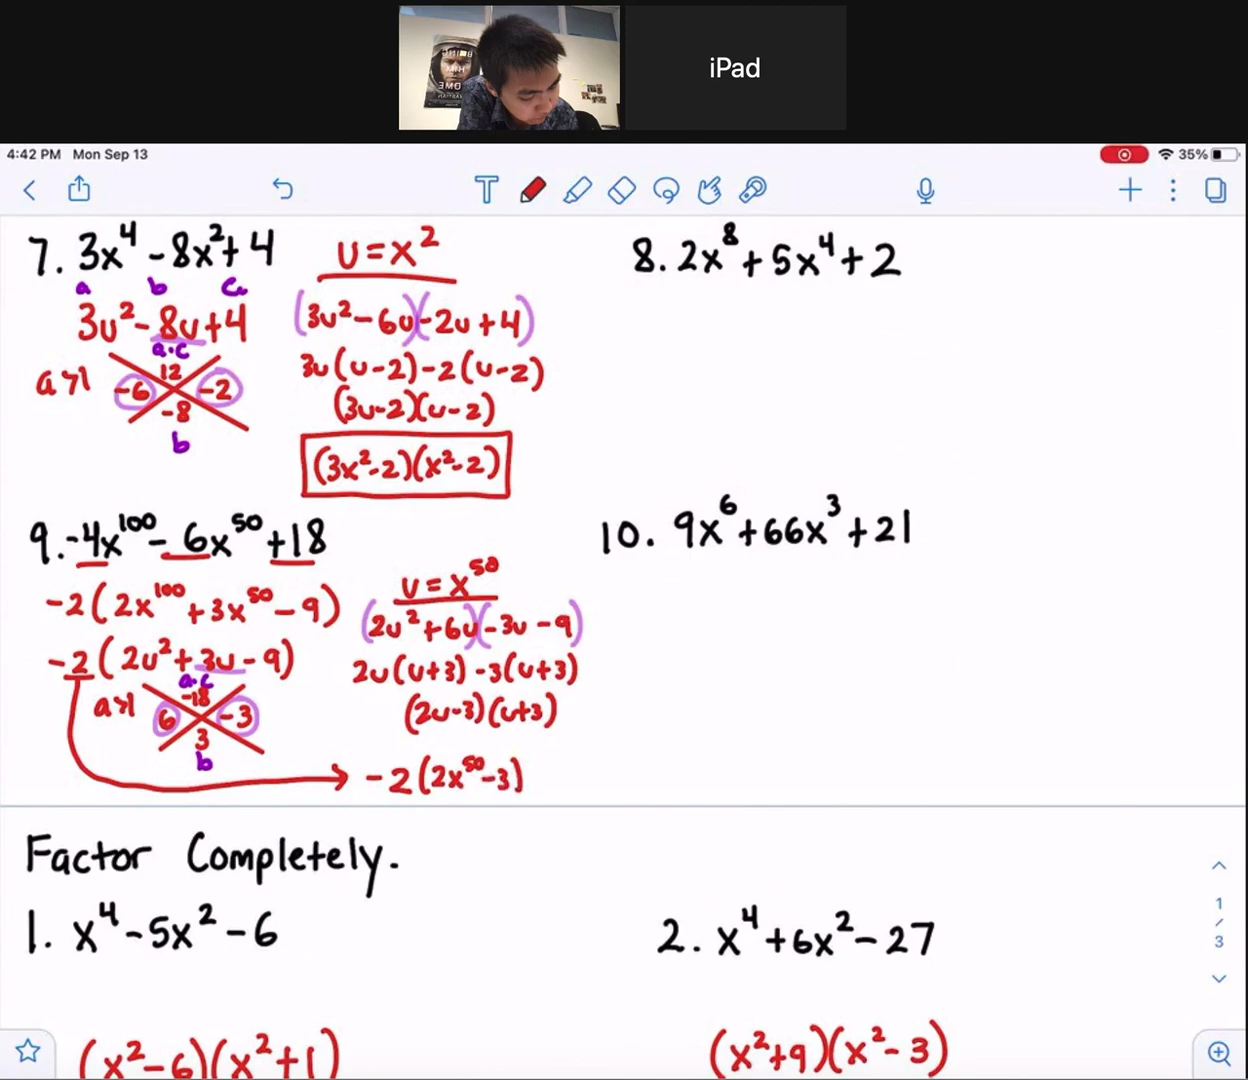 iPad
4:42 PM Mon Sep 13
35%
T
7. 3x⁴ - 8x² + 4
a b c
3u² - 8u + 4
a·c
12
a>1
-6 -2
-8
b
u = x²
(3u² - 6u)(-2u + 4)
3u(u-2) - 2(u-2)
(3u-2)(u-2)
(3x²-2)(x²-2)
8. 2x⁸ + 5x⁴ + 2
9. -4x¹⁰⁰ - 6x⁵⁰ + 18
-2(2x¹⁰⁰ + 3x⁵⁰ - 9)
-2(2u² + 3u - 9)
a·c
-18
a>1
6 -3
3
b
u = x⁵⁰
(2u² + 6u)(-3u - 9)
2u(u+3) - 3(u+3)
(2u-3)(u+3)
-2(2x⁵⁰-3)
10. 9x⁶ + 66x³ + 21
Factor Completely.
1. x⁴ - 5x² - 6
(x²-6)(x²+1)
2. x⁴ + 6x² - 27
(x²+9)(x²-3)
1
/
3